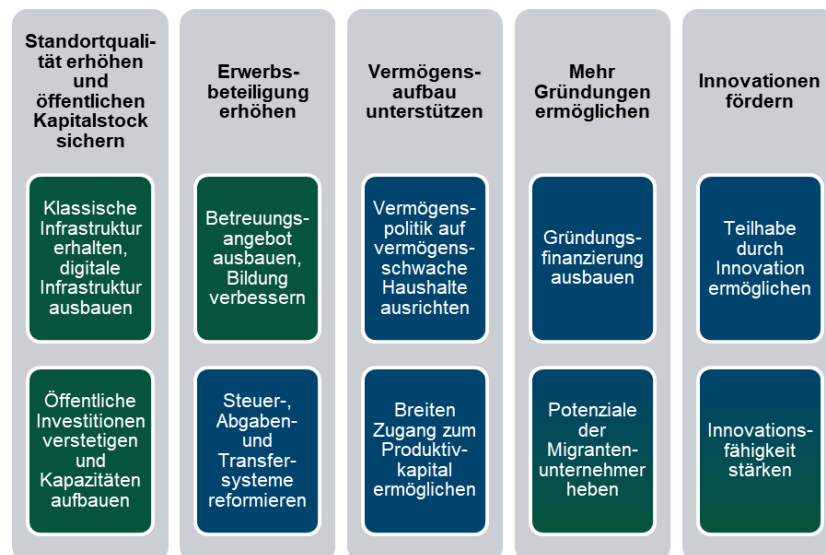 Standortquali-
tät erhöhen
und
öffentlichen
Kapitalstock
sichern
Klassische
Infrastruktur
erhalten,
digitale
Infrastruktur
ausbauen
Öffentliche
Investitionen
verstetigen
und
Kapazitäten
aufbauen
Erwerbs-
beteiligung
erhöhen
Betreuungs-
angebot
ausbauen,
Bildung
verbessern
Steuer-,
Abgaben-
und
Transfer-
systeme
reformieren
Vermögens-
aufbau
unterstützen
Vermögens-
politik auf
vermögens-
schwache
Haushalte
ausrichten
Breiten
Zugang zum
Produktiv-
kapital
ermöglichen
Mehr
Gründungen
ermöglichen
Gründungs-
finanzierung
ausbauen
Potenziale
der
Migranten-
unternehmer
heben
Innovationen
fördern
Teilhabe
durch
Innovation
ermöglichen
Innovations-
fähigkeit
stärken